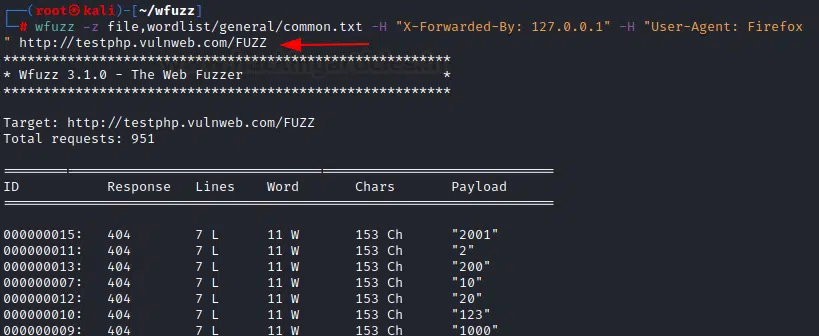 ┌──(root㉿kali)-[~/wfuzz]
└─# wfuzz -z file,wordlist/general/common.txt -H "X-Forwarded-By: 127.0.0.1" -H "User-Agent: Firefox
" http://testphp.vulnweb.com/FUZZ
********************************************************
* Wfuzz 3.1.0 - The Web Fuzzer                         *
********************************************************
Target: http://testphp.vulnweb.com/FUZZ
Total requests: 951
=====================================================================
ID           Response   Lines    Word       Chars       Payload
=====================================================================
000000015:   404        7 L      11 W       153 Ch      "2001"
000000011:   404        7 L      11 W       153 Ch      "2"
000000013:   404        7 L      11 W       153 Ch      "200"
000000007:   404        7 L      11 W       153 Ch      "10"
000000012:   404        7 L      11 W       153 Ch      "20"
000000010:   404        7 L      11 W       153 Ch      "123"
000000009:   404        7 L      11 W       153 Ch      "1000"